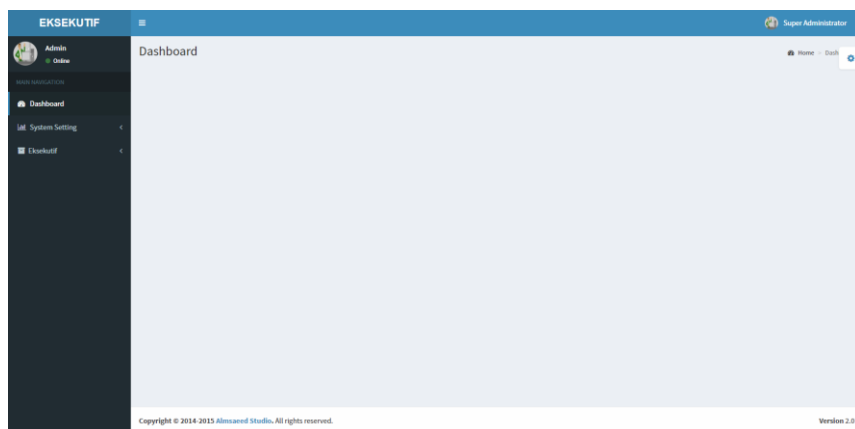 EKSEKUTIF
Super Administrator
Admin
Online
Dashboard
Home > Dash
MAIN NAVIGATION
Dashboard
System Setting
Eksekutif
Copyright © 2014-2015 Almsaeed Studio. All rights reserved.
Version 2.0